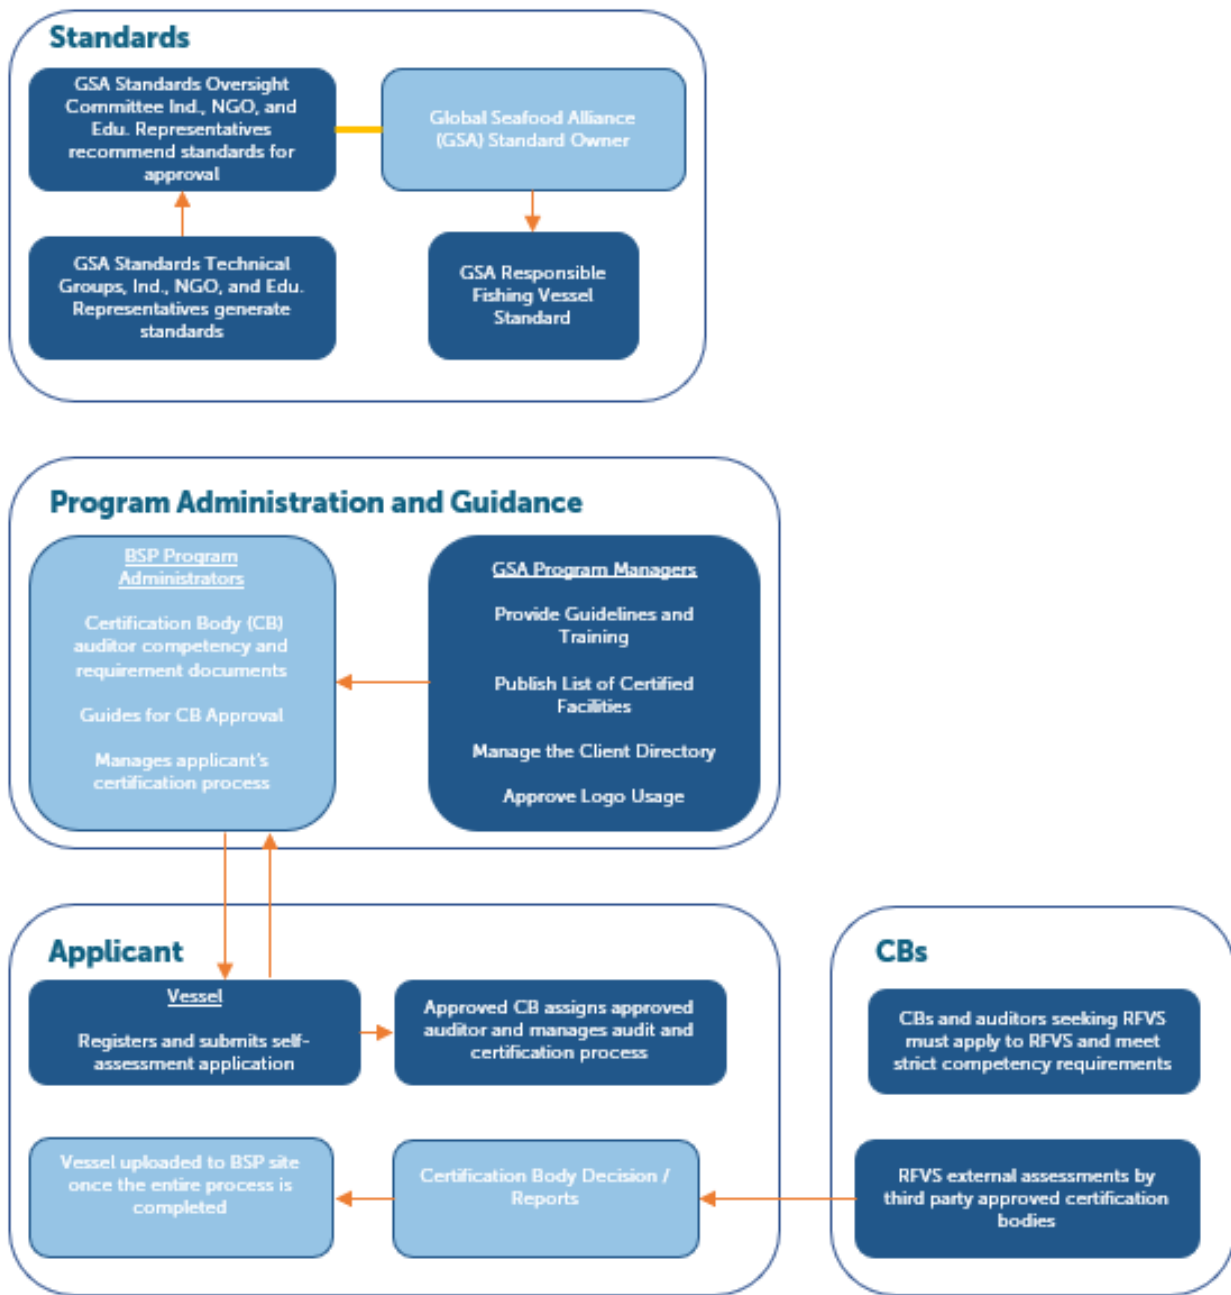 Standards
GSA Standards Oversight
Committee Ind., NGO, and
Edu. Representatives
recommend standards for
approval
Global Seafood Alliance
(GSA) Standard Owner
GSA Standards Technical
Groups, Ind., NGO, and Edu.
Representatives generate
standards
GSA Responsible
Fishing Vessel
Standard
Program Administration and Guidance
BSP Program
Administrators
Certification Body (CB)
auditor competency and
requirement documents
Guides for CB Approval
Manages applicant's
certification process
GSA Program Managers
Provide Guidelines and
Training
Publish List of Certified
Facilities
Manage the Client Directory
Approve Logo Usage
Applicant
Vessel
Registers and submits self-
assessment application
Approved CB assigns approved
auditor and manages audit and
certification process
Vessel uploaded to BSP site
once the entire process is
completed
Certification Body Decision /
Reports
CBs
CBs and auditors seeking RFVS
must apply to RFVS and meet
strict competency requirements
RFVS external assessments by
third party approved certification
bodies